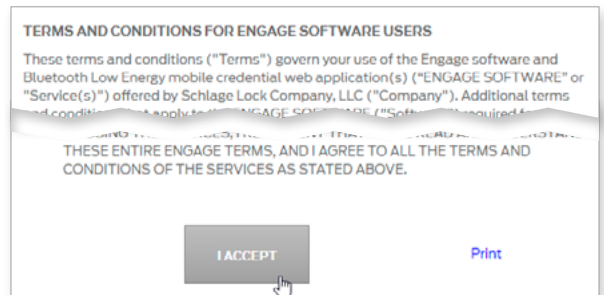 TERMS AND CONDITIONS FOR ENGAGE SOFTWARE USERS
These terms and conditions ("Terms") govern your use of the Engage software and
Bluetooth Low Energy mobile credential web application(s) ("ENGAGE SOFTWARE" or
"Service(s)") offered by Schlage Lock Company, LLC ("Company"). Additional terms
THESE ENTIRE ENGAGE TERMS, AND I AGREE TO ALL THE TERMS AND
CONDITIONS OF THE SERVICES AS STATED ABOVE.
I ACCEPT
Print